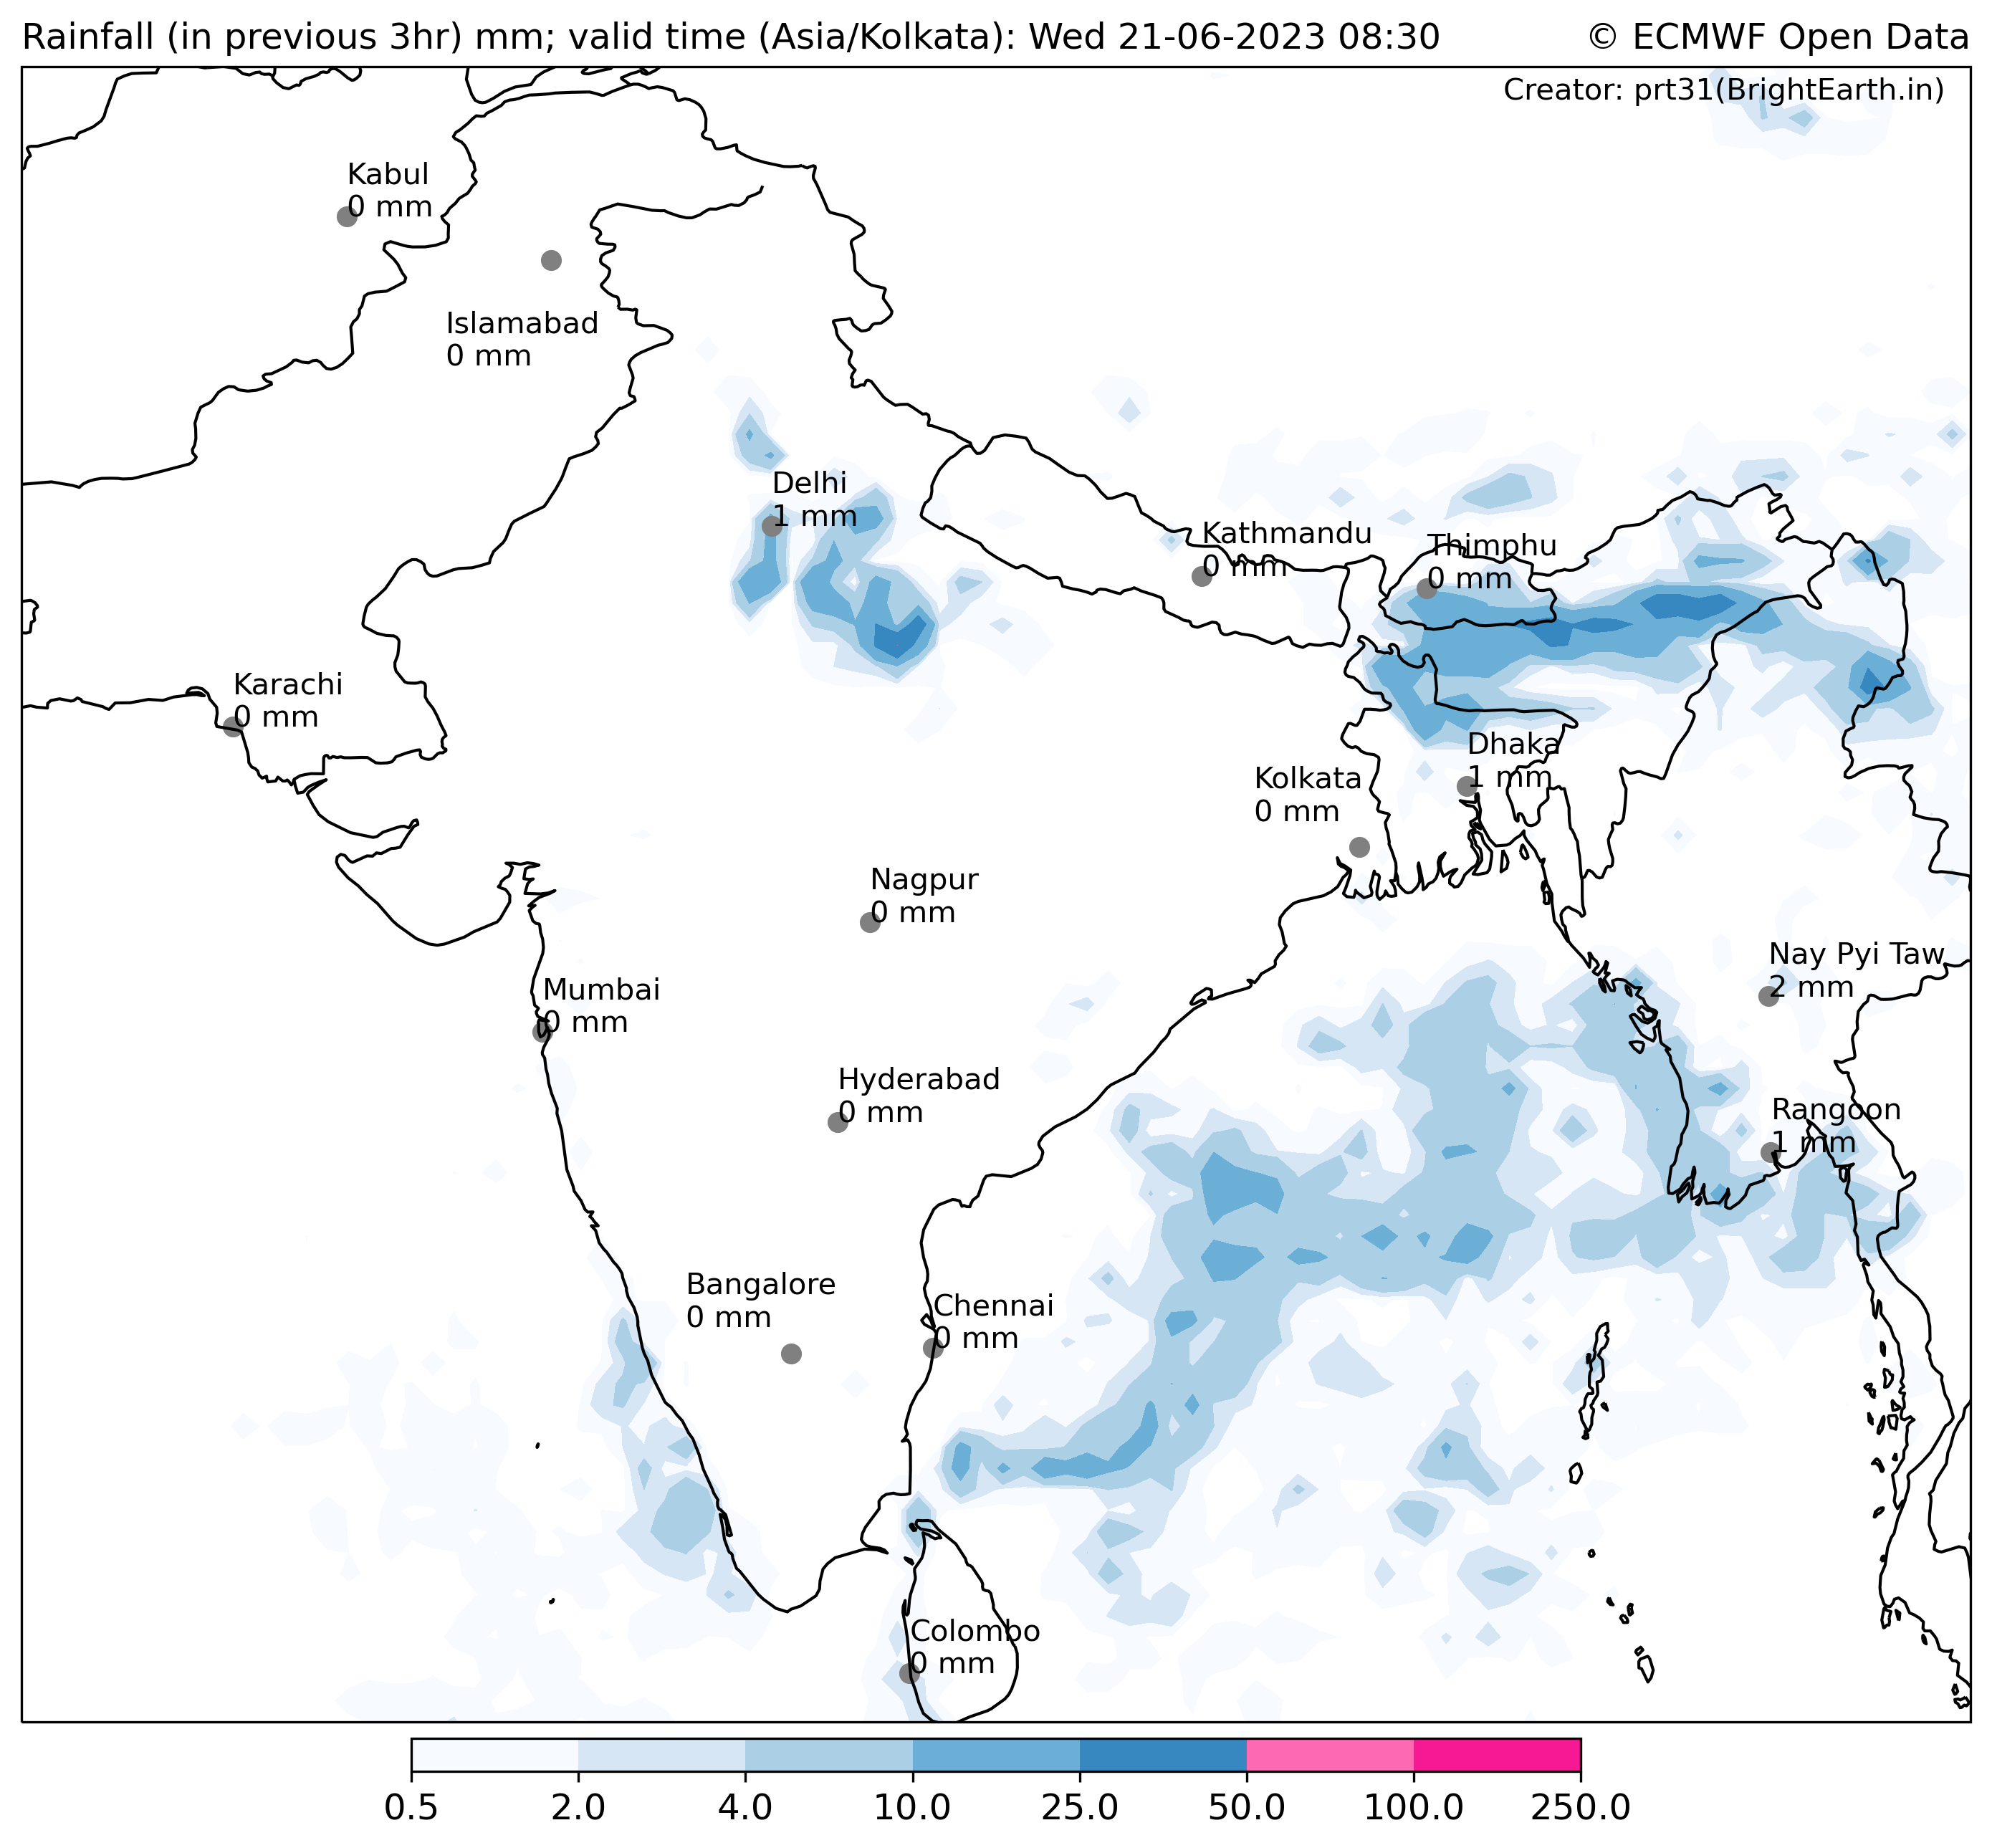 Rainfall (in previous 3hr) mm; valid time (Asia/Kolkata): Wed 21-06-2023 08:30
© ECMWF Open Data
Creator: prt31(BrightEarth.in)
Kabul
0 mm
Islamabad
0 mm
Delhi
1 mm
Kathmandu
0 mm
Thimphu
0 mm
Karachi
0 mm
Dhaka
1 mm
Kolkata
0 mm
Nagpur
0 mm
Nay Pyi Taw
2 mm
Mumbai
0 mm
Hyderabad
0 mm
Rangoon
1 mm
Bangalore
0 mm
Chennai
0 mm
Colombo
0 mm
0.5 2.0 4.0 10.0 25.0 50.0 100.0 250.0